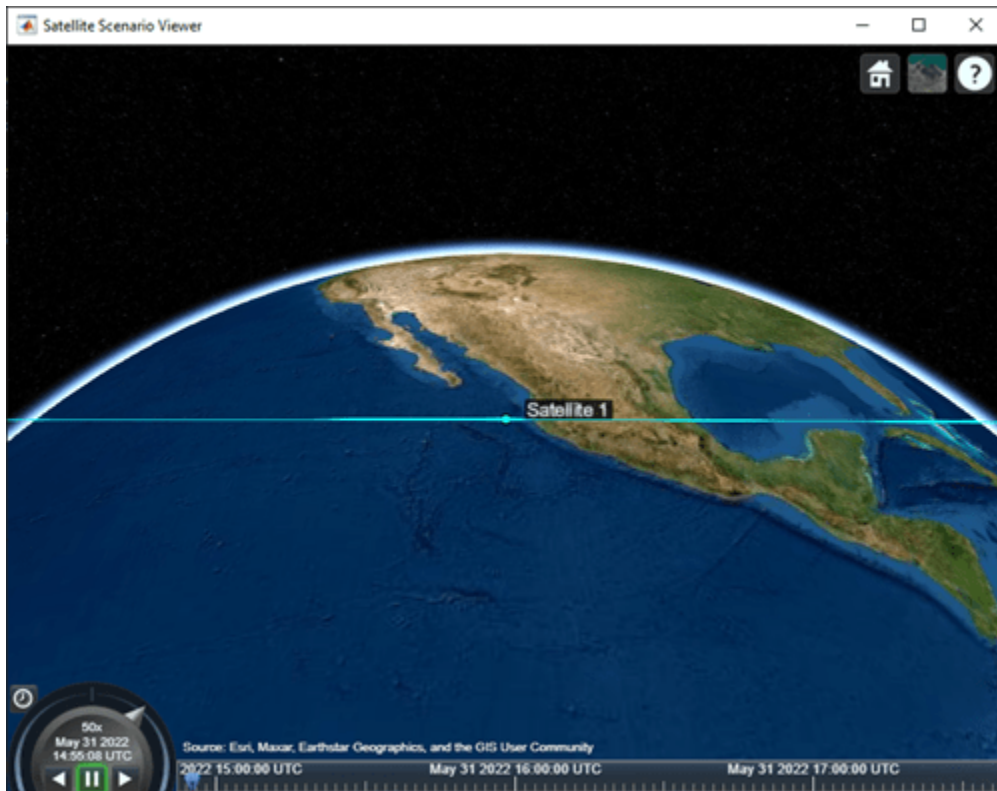 Satellite Scenario Viewer
?
Satellite 1
50x
May 31 2022
14:55:08 UTC
Source: Esri, Maxar, Earthstar Geographics, and the GIS User Community
2022 15:00:00 UTC
May 31 2022 16:00:00 UTC
May 31 2022 17:00:00 UTC